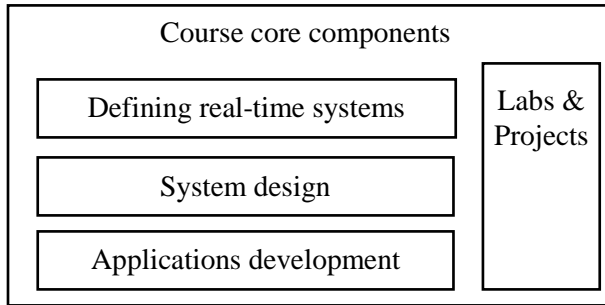 Course core components
Defining real-time systems
System design
Applications development
Labs &
Projects